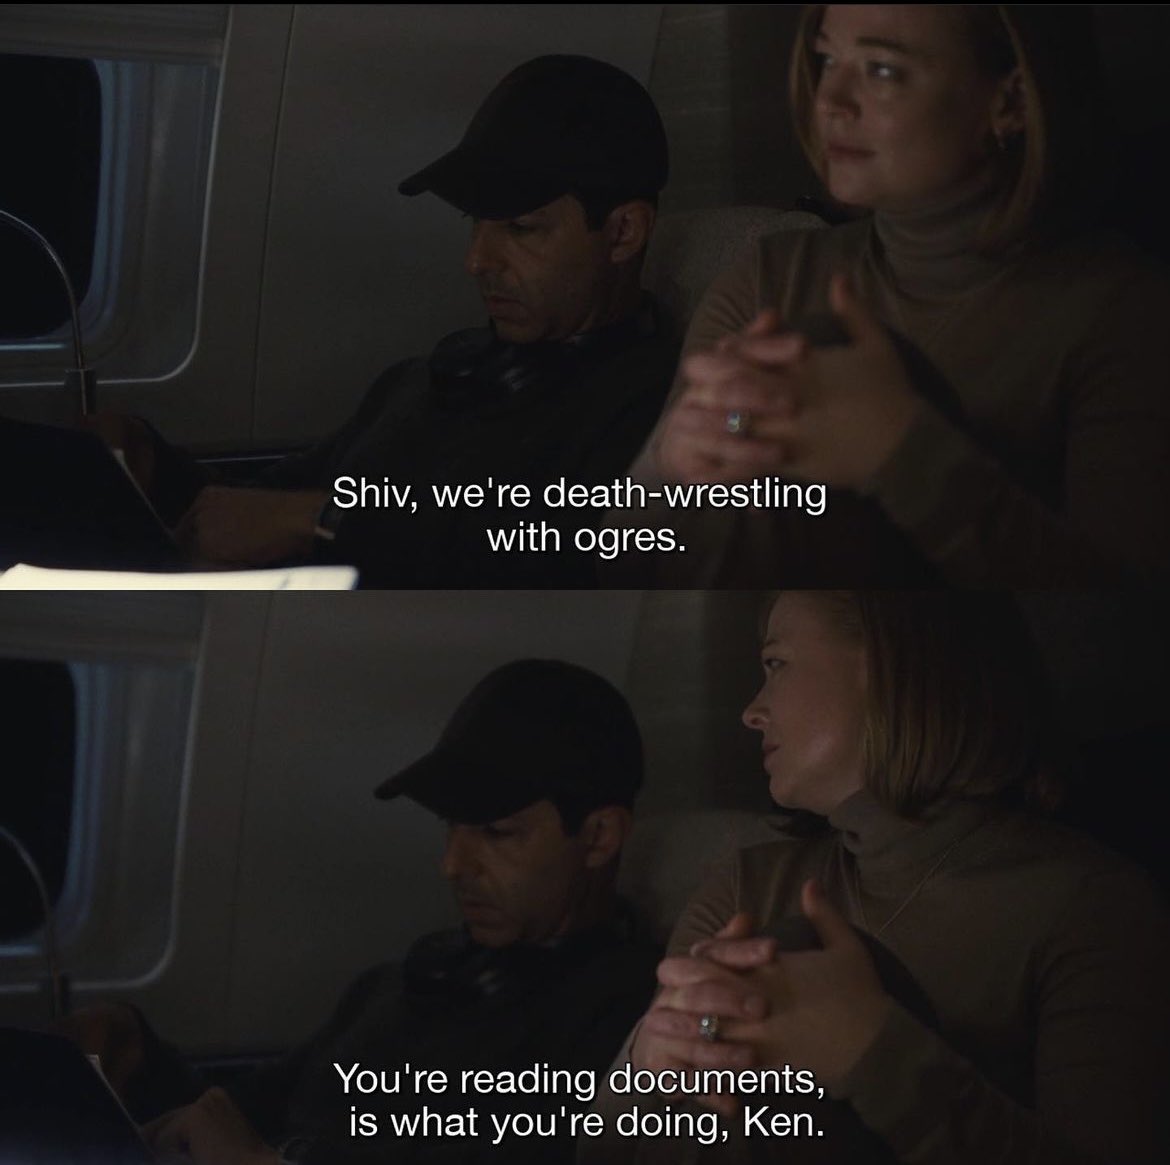 Shiv, we're death-wrestling
with ogres.
You're reading documents,
is what you're doing, Ken.